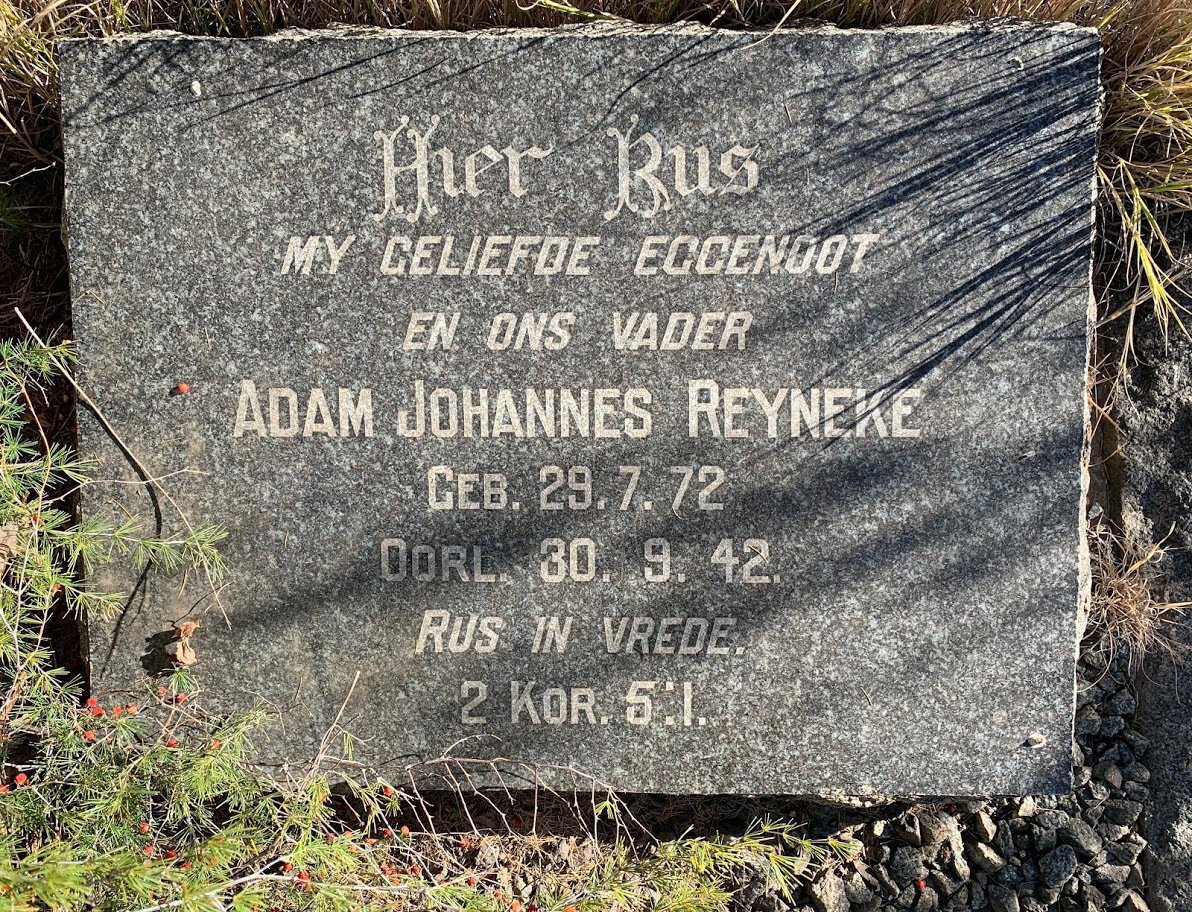 Hier Rus
MY GELIEFDE EGGENOOT
EN ONS VADER
ADAM JOHANNES REYNEKE
GEB. 29.7.72
OORL. 30. 9. 42.
RUS IN VREDE.
2 KOR. 5:1.